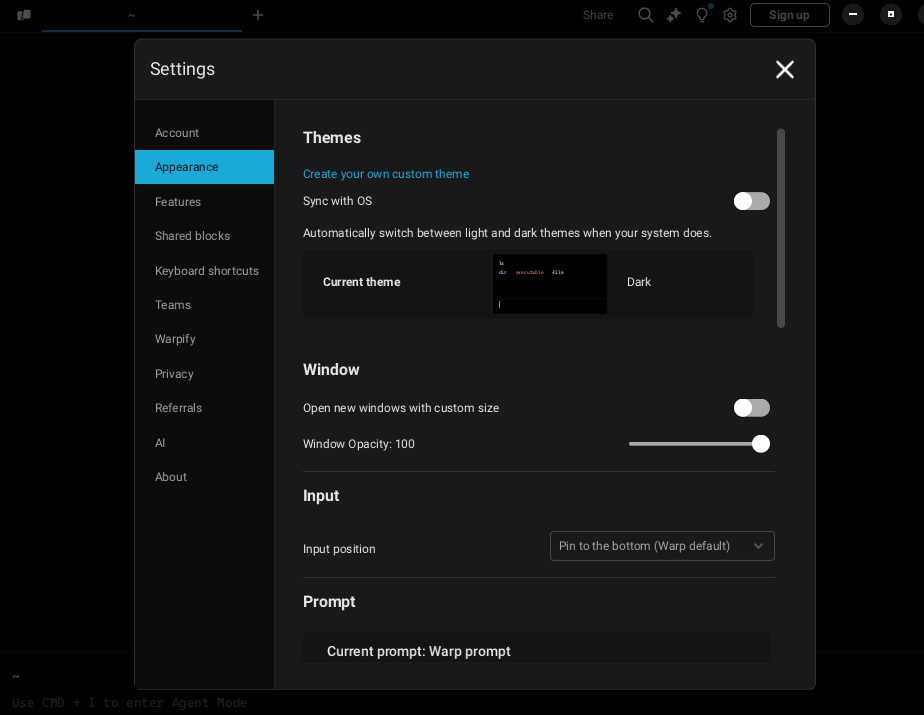 ~
Share
Sign up
Settings
Account
Appearance
Features
Shared blocks
Keyboard shortcuts
Teams
Warpify
Privacy
Referrals
AI
About
Themes
Create your own custom theme
Sync with OS
Automatically switch between light and dark themes when your system does.
Current theme
ls
dir executable file
Dark
Window
Open new windows with custom size
Window Opacity: 100
Input
Input position
Pin to the bottom (Warp default)
Prompt
Current prompt: Warp prompt
~
Use CMD + I to enter Agent Mode